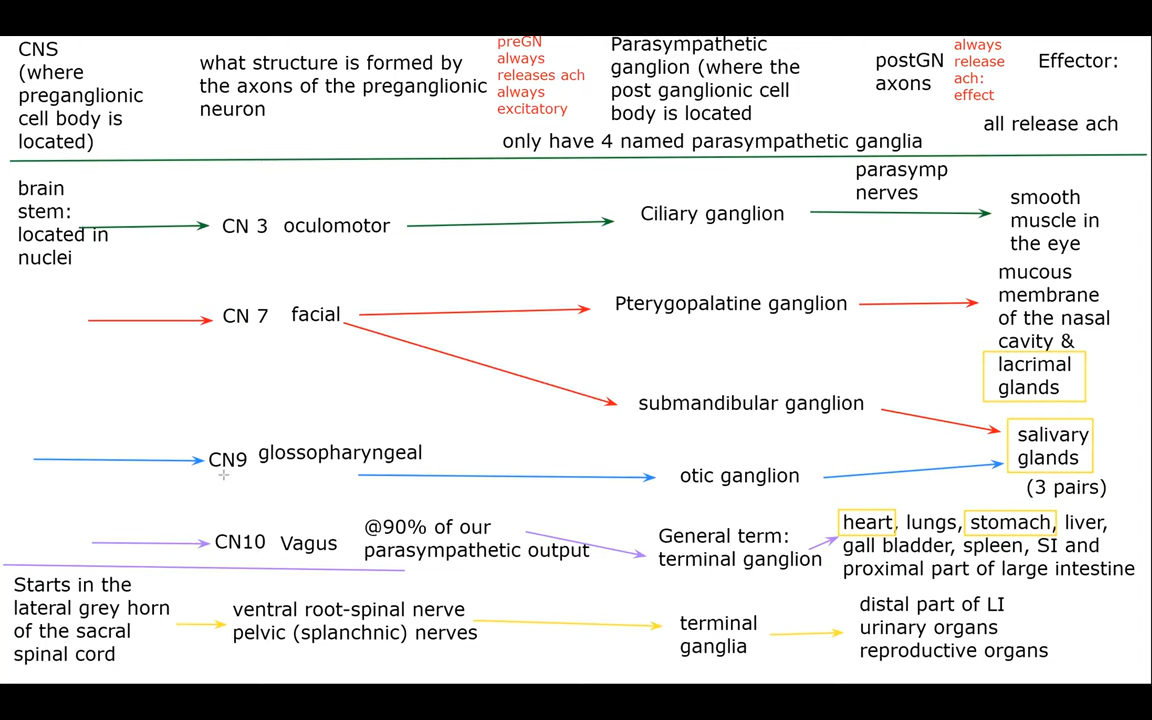 CNS
(where
preganglionic
cell body is
located)
what structure is formed by
the axons of the preganglionic
neuron
preGN
always
releases ach
always
excitatory
Parasympathetic
ganglion (where the
post ganglionic cell
body is located
only have 4 named parasympathetic ganglia
postGN
axons
always
release
ach:
effect
Effector:
all release ach
brain
stem:
located in
nuclei
CN 3 oculomotor
Ciliary ganglion
parasymp
nerves
smooth
muscle in
the eye
CN 7 facial
Pterygopalatine ganglion
mucous
membrane
of the nasal
cavity &
lacrimal
glands
submandibular ganglion
salivary
glands
(3 pairs)
CN9 glossopharyngeal
otic ganglion
CN10 Vagus
@90% of our
parasympathetic output
General term:
terminal ganglion
heart, lungs, stomach, liver,
gall bladder, spleen, SI and
proximal part of large intestine
Starts in the
lateral grey horn
of the sacral
spinal cord
ventral root-spinal nerve
pelvic (splanchnic) nerves
terminal
ganglia
distal part of LI
urinary organs
reproductive organs